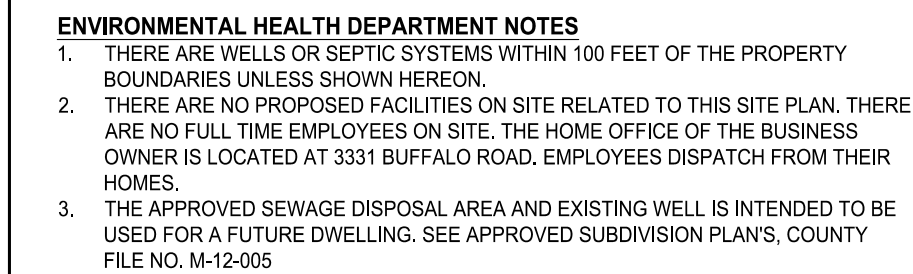 ENVIRONMENTAL HEALTH DEPARTMENT NOTES
1. THERE ARE WELLS OR SEPTIC SYSTEMS WITHIN 100 FEET OF THE PROPERTY
BOUNDARIES UNLESS SHOWN HEREON.
2. THERE ARE NO PROPOSED FACILITIES ON SITE RELATED TO THIS SITE PLAN. THERE
ARE NO FULL TIME EMPLOYEES ON SITE. THE HOME OFFICE OF THE BUSINESS
OWNER IS LOCATED AT 3331 BUFFALO ROAD. EMPLOYEES DISPATCH FROM THEIR
HOMES.
3. THE APPROVED SEWAGE DISPOSAL AREA AND EXISTING WELL IS INTENDED TO BE
USED FOR A FUTURE DWELLING. SEE APPROVED SUBDIVISION PLAN'S, COUNTY
FILE NO. M-12-005